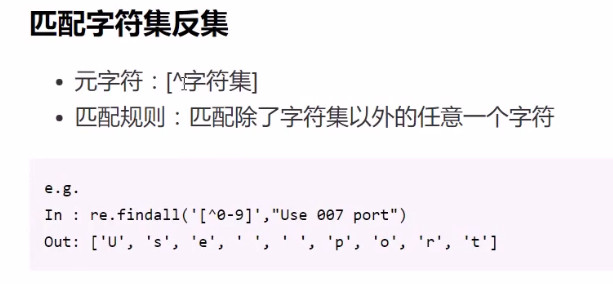 匹配字符集反集
元字符：[^字符集]
匹配规则：匹配除了字符集以外的任意一个字符
e.g.
In : re.findall('[^0-9]',"Use 007 port")
Out: ['U', 's', 'e', ' ', ' ', 'p', 'o', 'r', 't']